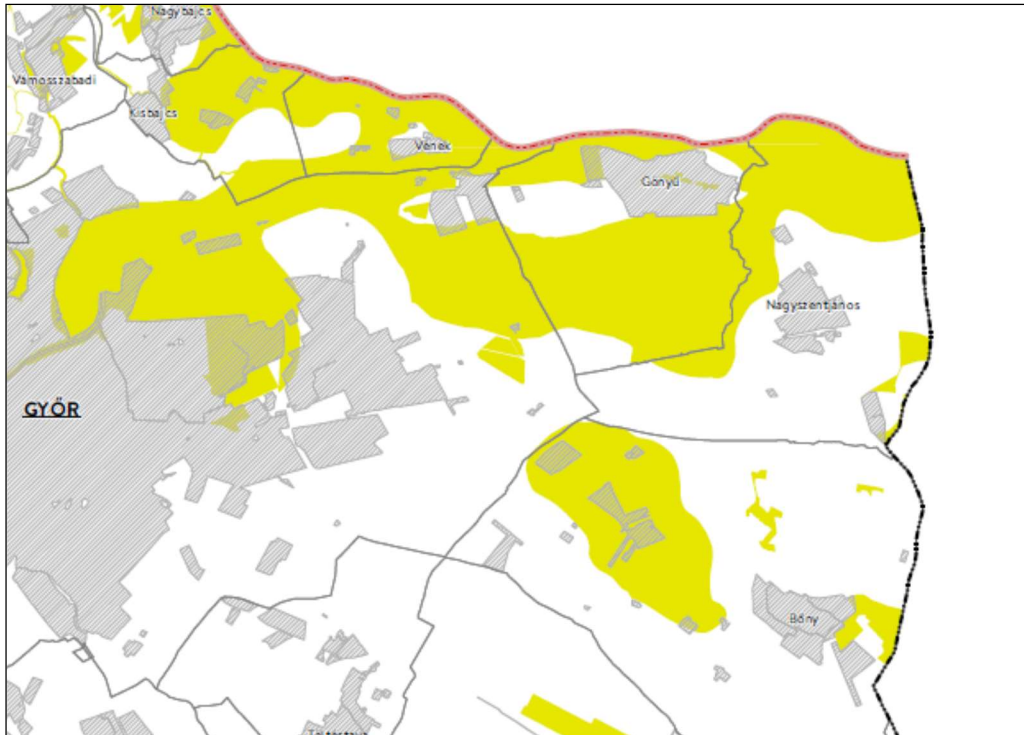 Nagybajcs
Vámosszabadi
Kisbajcs
Vének
Gönyű
Nagyszentjános
GYŐR
Bőny